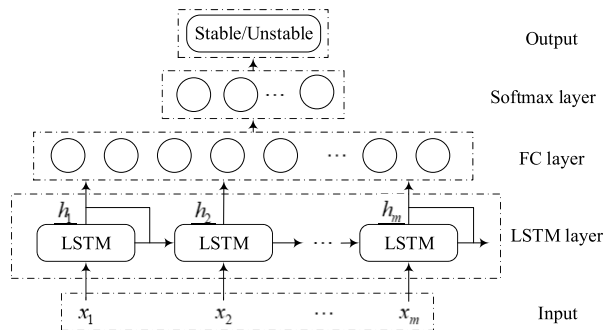 Stable/Unstable Output
... Softmax layer
... FC layer
h1 h2 hm
LSTM LSTM ... LSTM LSTM layer
x1 x2 ... xm Input